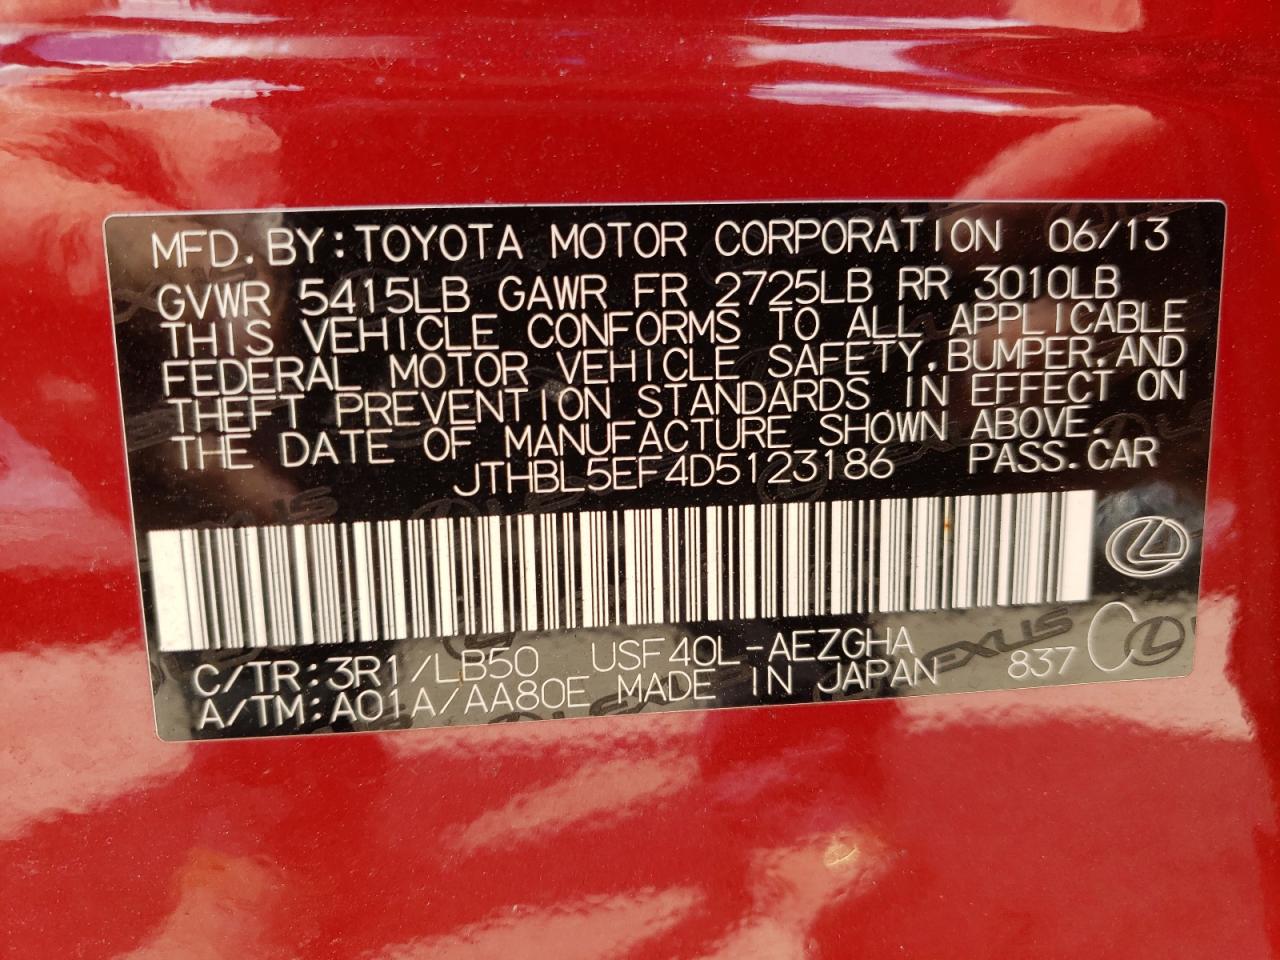 MFD. BY: TOYOTA MOTOR CORPORATION 06/13
GVWR 5415LB GAWR FR 2725LB RR 3010LB
THIS VEHICLE CONFORMS TO ALL APPLICABLE
FEDERAL MOTOR VEHICLE SAFETY, BUMPER, AND
THEFT PREVENTION STANDARDS IN EFFECT ON
THE DATE OF MANUFACTURE SHOWN ABOVE.
JTHBL5EF4D5123186 PASS. CAR
C/TR: 3R1/LB50 USF40L-AEZGHA
A/TM: A01A/AA80E MADE IN JAPAN 837 C
LEXUS